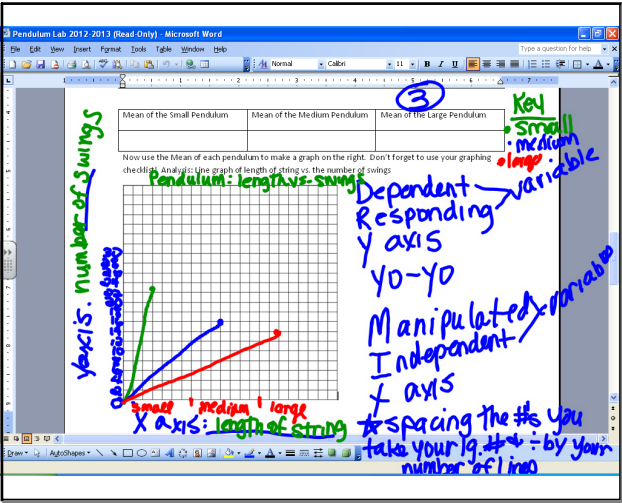 Pendulum Lab 2012-2013 (Read-Only) - Microsoft Word
File Edit View Insert Format Tools Table Window Help
Type a question for help
Normal Calibri 11 B I U
3
Key
small
medium
large
Mean of the Small Pendulum Mean of the Medium Pendulum Mean of the Large Pendulum
Now use the Mean of each pendulum to make a graph on the right. Don't forget to use your graphing
checklist! Analysis: Line graph of length of string vs. the number of swings
Pendulum: length vs. swings
y axis: number of swings
small medium large
X axis: length of string
Dependent
Responding
variable
Y axis
YO-YO
Manipulated
Independent
variable
X axis
spacing the #s you
take your lg. # & ÷ by your
number of lines
Draw AutoShapes